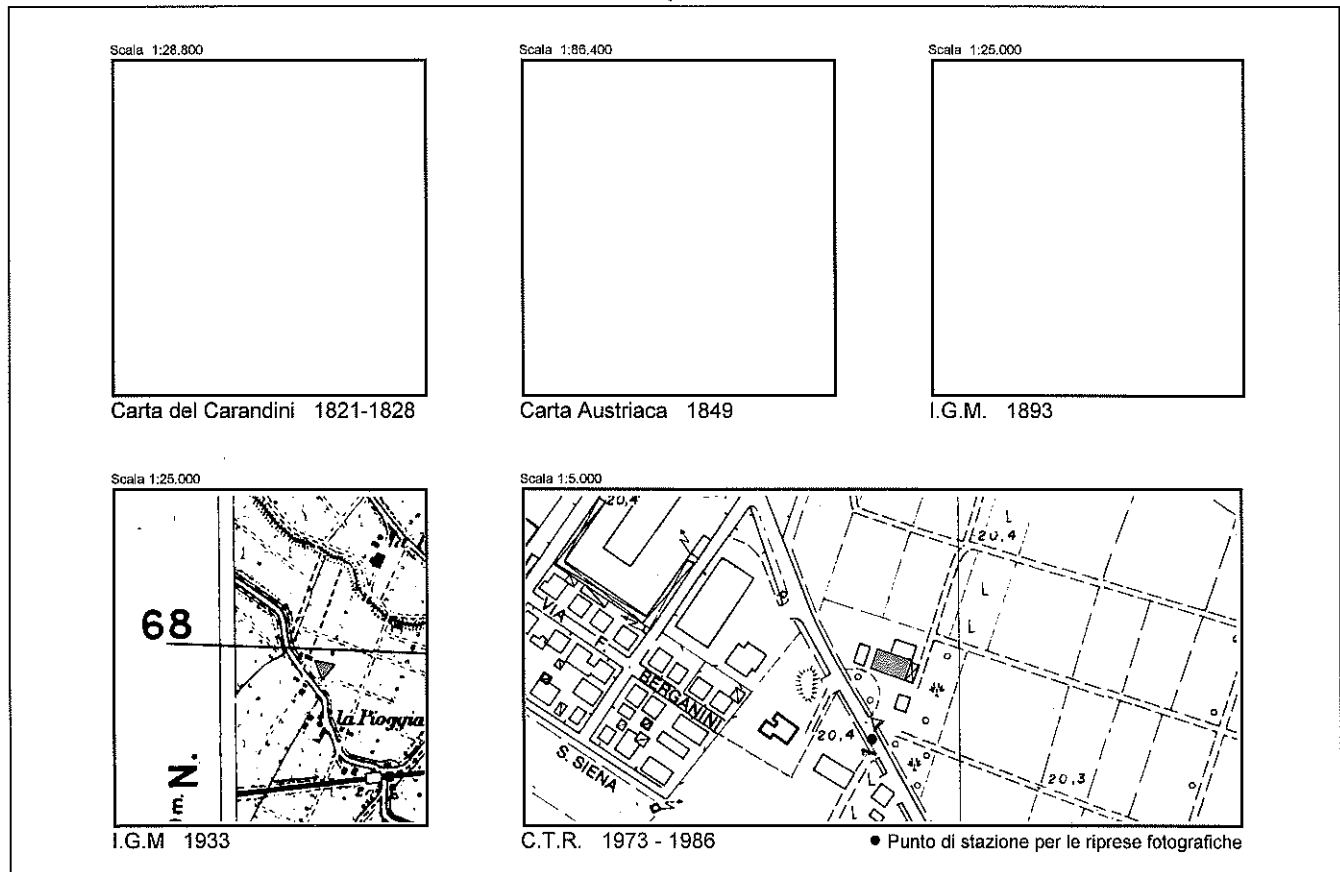 Scala 1:28.800
Scala 1:86.400
Scala 1:25.000
Carta del Carandini 1821-1828
Carta Austriaca 1849
I.G.M. 1893
Scala 1:25.000
Scala 1:5.000
68
la Pioggia
m. N.
20,4
VIA F. BERGANINI
S. SIENA
20,4
20,4
20,3
L
L
L
L
I.G.M 1933
C.T.R. 1973 - 1986
● Punto di stazione per le riprese fotografiche